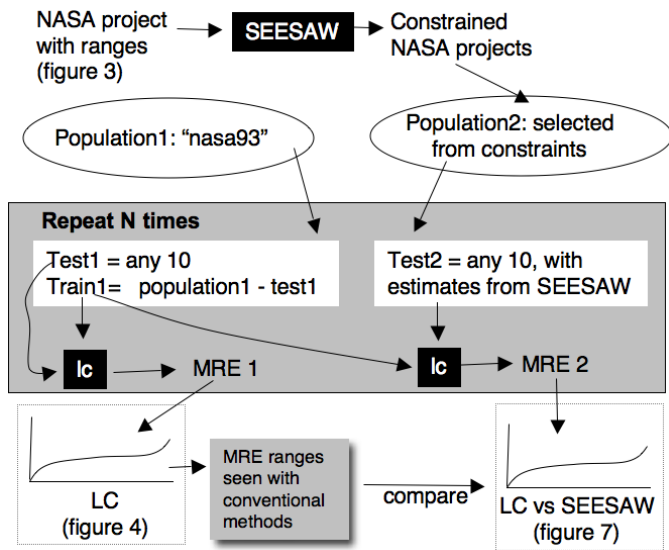 NASA project
with ranges
(figure 3)
SEESAW
Constrained
NASA projects
Population1: “nasa93”
Population2: selected
from constraints
Repeat N times
Test1 = any 10
Train1= population1 - test1
Test2 = any 10, with
estimates from SEESAW
lc
MRE 1
lc
MRE 2
LC
(figure 4)
MRE ranges
seen with
conventional
methods
compare
LC vs SEESAW
(figure 7)